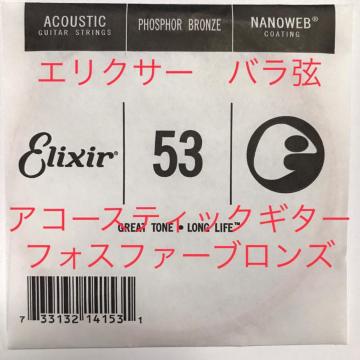 ACOUSTIC
GUITAR STRINGS
PHOSPHOR BRONZE
NANOWEB®
COATING
エリクサー　バラ弦
Elixir®
53
アコースティックギター
GREAT TONE • LONG LIFE™
フォスファーブロンズ
7 33132 14153 1